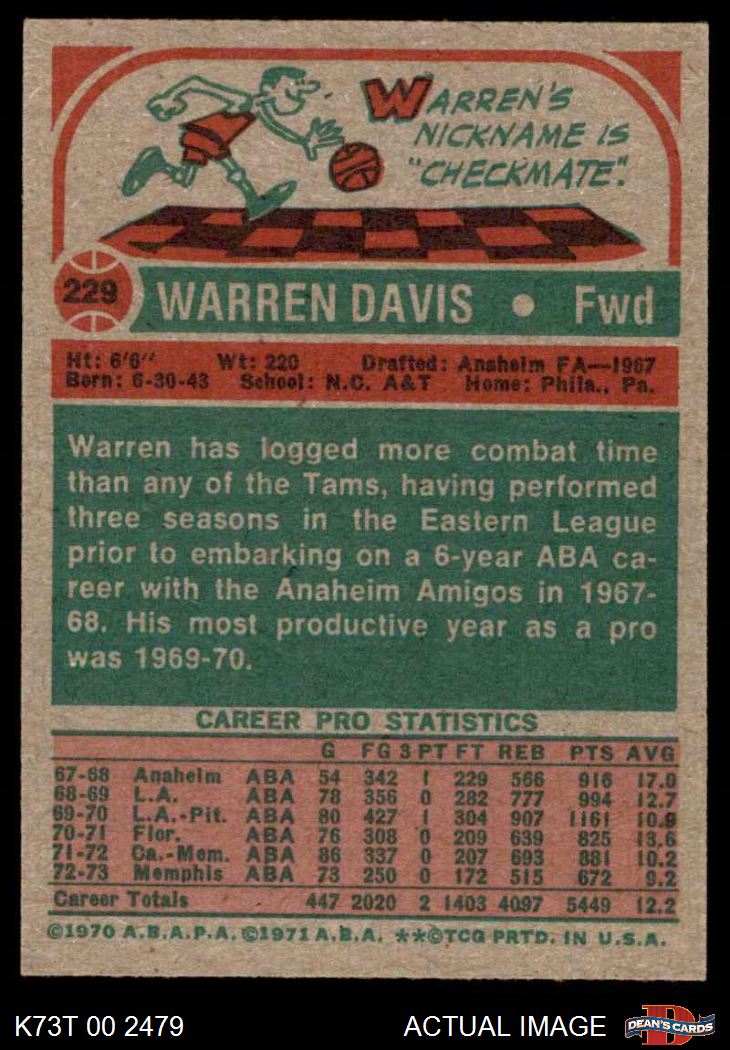 WARREN'S
NICKNAME IS
"CHECKMATE".
229
WARREN DAVIS • Fwd
Ht: 6'6" Wt: 220 Drafted: Anaheim FA—1967
Born: 6-30-43 School: N.C. A&T Home: Phila., Pa.
Warren has logged more combat time
than any of the Tams, having performed
three seasons in the Eastern League
prior to embarking on a 6-year ABA ca-
reer with the Anaheim Amigos in 1967-
68. His most productive year as a pro
was 1969-70.
CAREER PRO STATISTICS
G FG 3PT FT REB PTS AVG
67-68 Anaheim ABA 54 342 1 229 566 916 17.0
68-69 L.A. ABA 78 356 0 282 777 994 12.7
69-70 L.A.-Pit. ABA 80 427 1 304 907 1161 10.9
70-71 Flor. ABA 76 308 0 209 639 825 13.6
71-72 Ca.-Mem. ABA 86 337 0 207 693 881 10.2
72-73 Memphis ABA 73 250 0 172 515 672 9.2
Career Totals 447 2020 2 1403 4097 5449 12.2
©1970 A.B.A.P.A. ©1971 A.B.A. **©TCG PRTD. IN U.S.A.
K73T 00 2479 ACTUAL IMAGE D DEAN'S CARDS